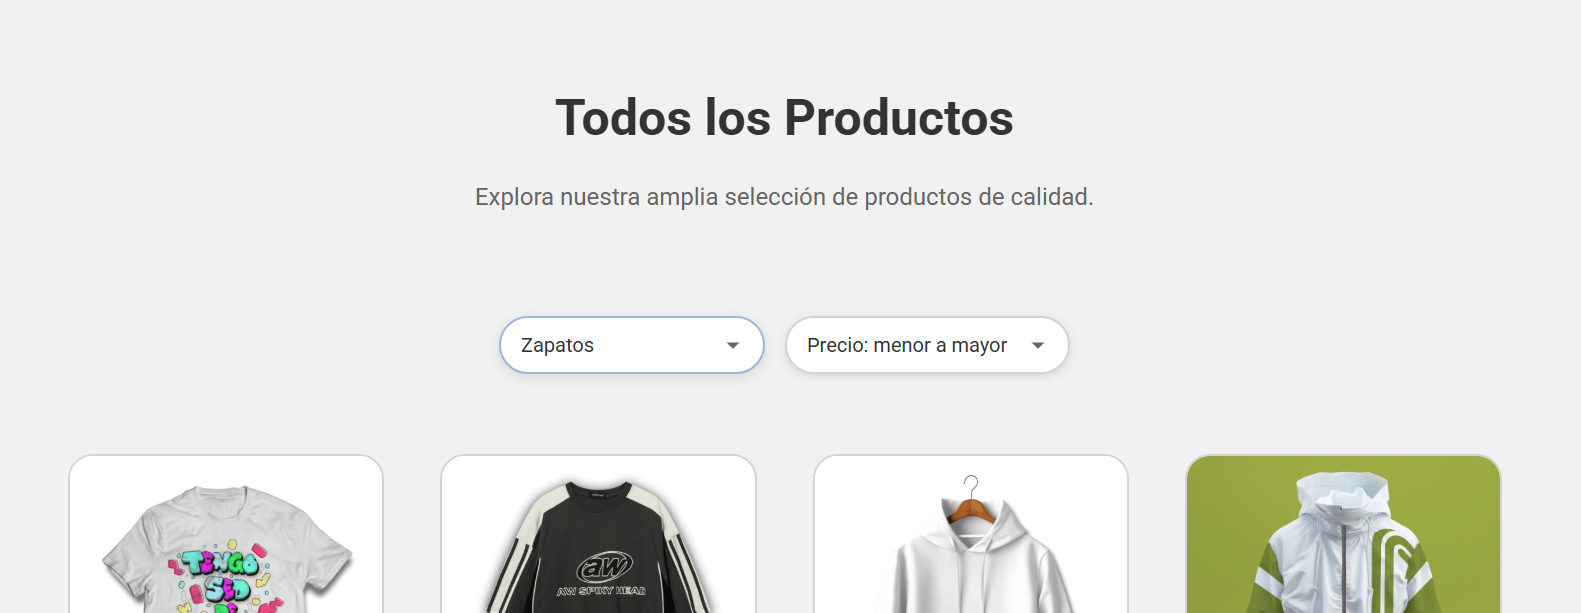 Todos los Productos
Explora nuestra amplia selección de productos de calidad.
Zapatos
Precio: menor a mayor
TENGO
SED
DE
aw
AW SPIKY HEAD